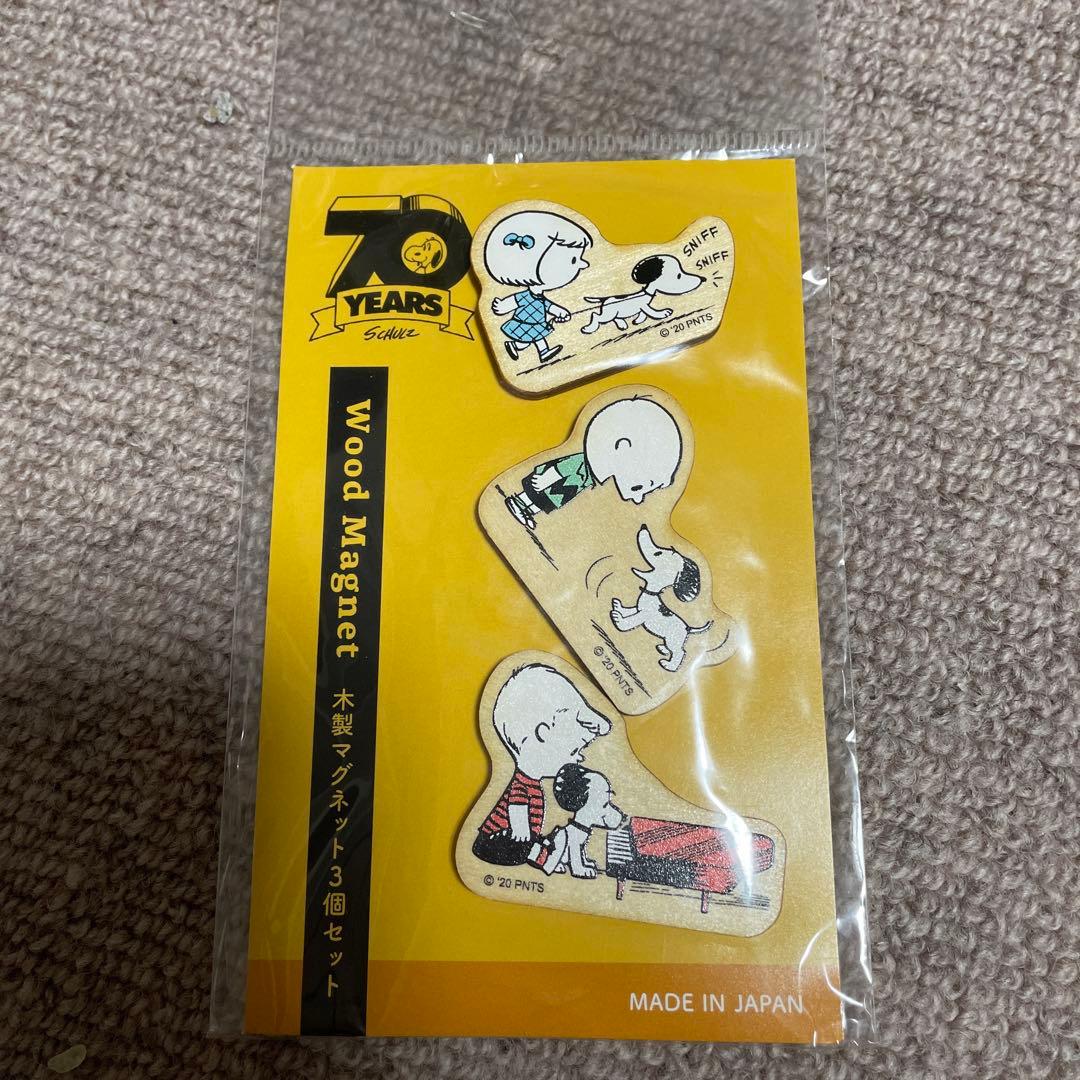 70
YEARS
SCHULZ
SNIFF
SNIFF
© '20 PNTS
Wood Magnet 木製マグネット3個セット
© '20 PNTS
© '20 PNTS
MADE IN JAPAN